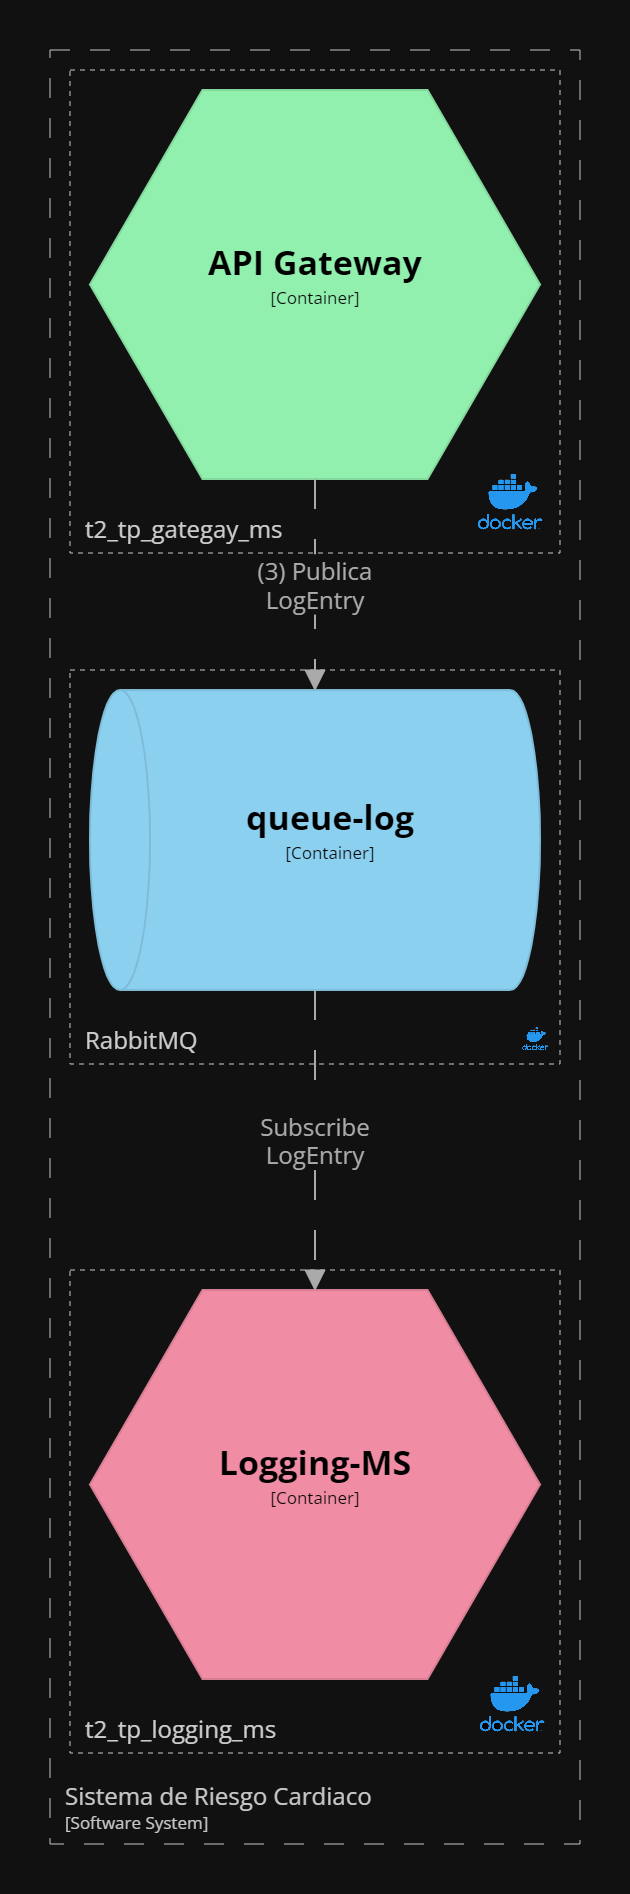 API Gateway
[Container]
docker
t2_tp_gategay_ms
(3) Publica
LogEntry
queue-log
[Container]
RabbitMQ
docker
Subscribe
LogEntry
Logging-MS
[Container]
docker
t2_tp_logging_ms
Sistema de Riesgo Cardiaco
[Software System]